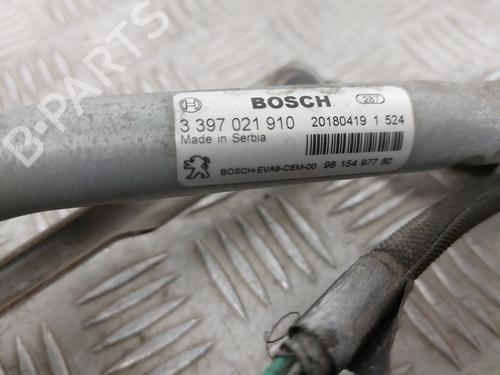 BOSCH 287
3 397 021 910 20180419 1 524
Made in Serbia
BOSCH-EVA9-CEM-00 98 154 977 80
B-PARTS